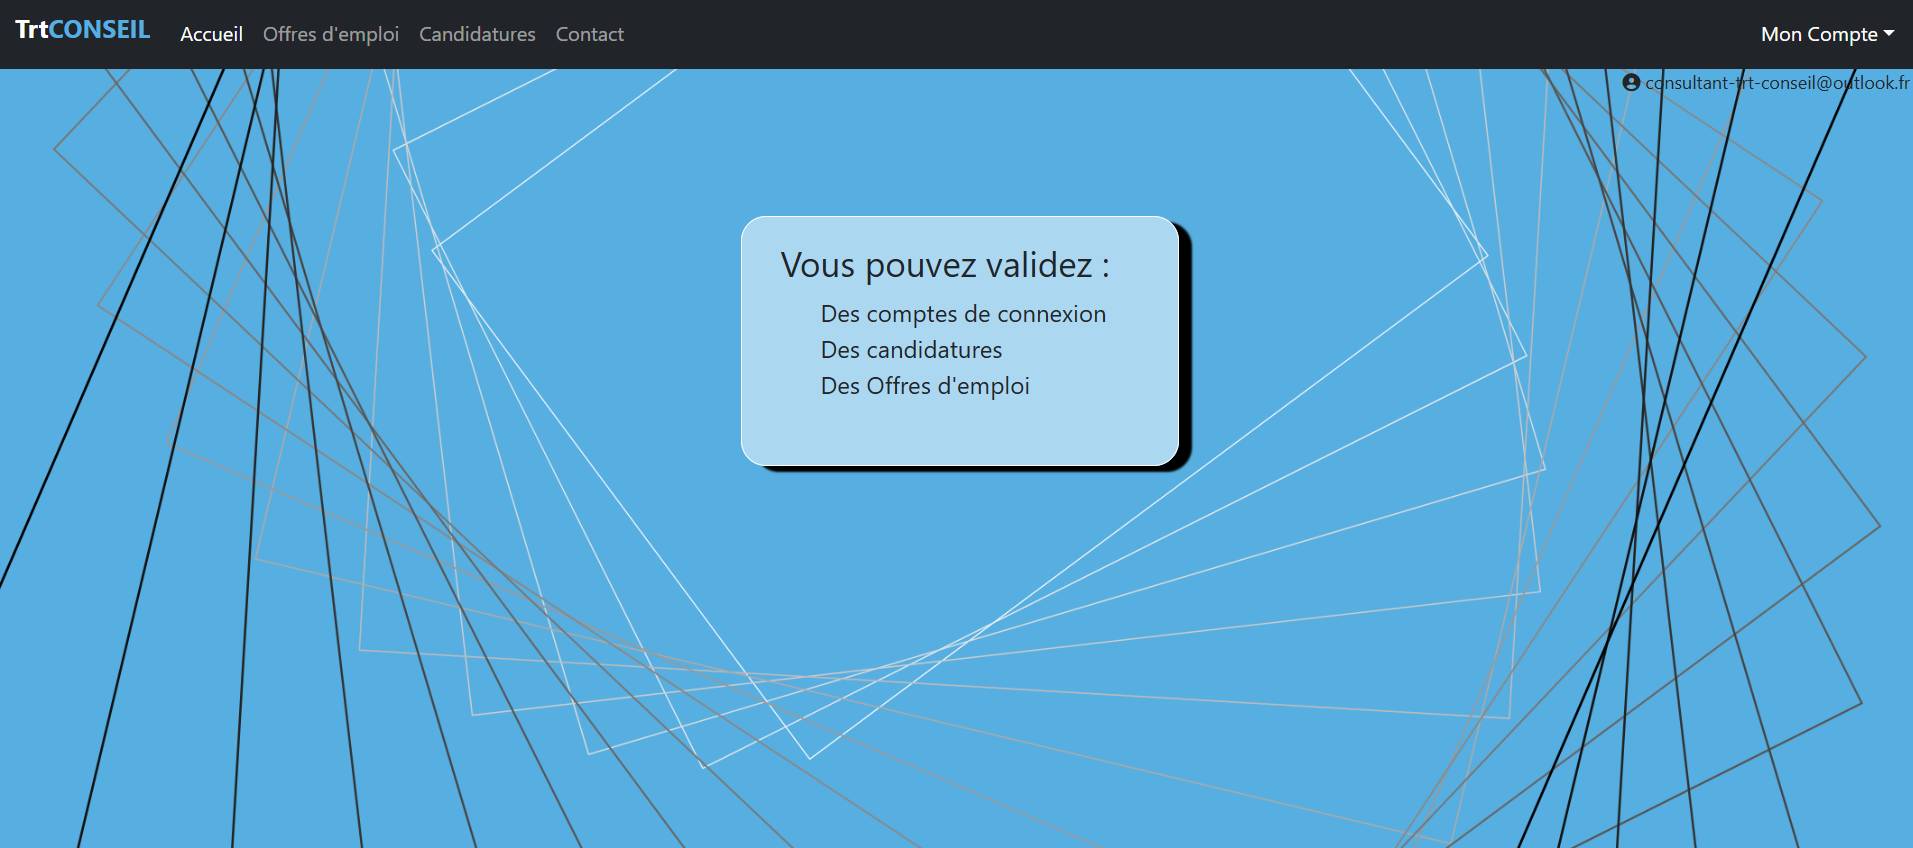 TrtCONSEIL Accueil Offres d'emploi Candidatures Contact Mon Compte
consultant-trt-conseil@outlook.fr
Vous pouvez validez :
Des comptes de connexion
Des candidatures
Des Offres d'emploi